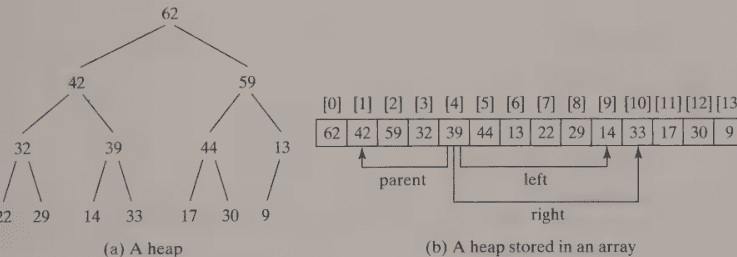 62
42 59
32 39 44 13
22 29 14 33 17 30 9
(a) A heap
[0] [1] [2] [3] [4] [5] [6] [7] [8] [9] [10] [11] [12] [13
62 42 59 32 39 44 13 22 29 14 33 17 30 9
parent left
right
(b) A heap stored in an array